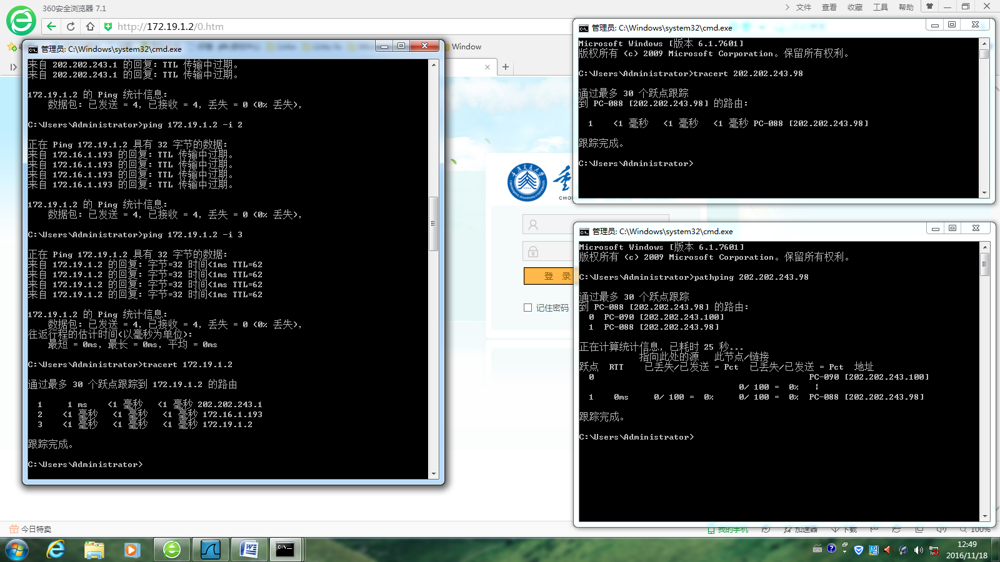 360安全浏览器 7.1
文件 查看 收藏 工具 帮助
http://172.19.1.2/0.htm
Window
管理员: C:\Windows\system32\cmd.exe
来自 202.202.243.1 的回复: TTL 传输中过期。
来自 202.202.243.1 的回复: TTL 传输中过期。
172.19.1.2 的 Ping 统计信息:
数据包: 已发送 = 4, 已接收 = 4, 丢失 = 0 (0% 丢失),
C:\Users\Administrator>ping 172.19.1.2 -i 2
正在 Ping 172.19.1.2 具有 32 字节的数据:
来自 172.16.1.193 的回复: TTL 传输中过期。
来自 172.16.1.193 的回复: TTL 传输中过期。
来自 172.16.1.193 的回复: TTL 传输中过期。
来自 172.16.1.193 的回复: TTL 传输中过期。
172.19.1.2 的 Ping 统计信息:
数据包: 已发送 = 4, 已接收 = 4, 丢失 = 0 (0% 丢失),
C:\Users\Administrator>ping 172.19.1.2 -i 3
正在 Ping 172.19.1.2 具有 32 字节的数据:
来自 172.19.1.2 的回复: 字节=32 时间<1ms TTL=62
来自 172.19.1.2 的回复: 字节=32 时间<1ms TTL=62
来自 172.19.1.2 的回复: 字节=32 时间<1ms TTL=62
来自 172.19.1.2 的回复: 字节=32 时间<1ms TTL=62
172.19.1.2 的 Ping 统计信息:
数据包: 已发送 = 4, 已接收 = 4, 丢失 = 0 (0% 丢失),
往返行程的估计时间(以毫秒为单位):
最短 = 0ms, 最长 = 0ms, 平均 = 0ms
C:\Users\Administrator>tracert 172.19.1.2
通过最多 30 个跃点跟踪到 172.19.1.2 的路由
1 1 ms <1 毫秒 <1 毫秒 202.202.243.1
2 <1 毫秒 <1 毫秒 <1 毫秒 172.16.1.193
3 <1 毫秒 <1 毫秒 <1 毫秒 172.19.1.2
跟踪完成。
C:\Users\Administrator>
重
CHO
登 录
记住密码
管理员: C:\Windows\system32\cmd.exe
Microsoft Windows [版本 6.1.7601]
版权所有 (c) 2009 Microsoft Corporation。保留所有权利。
C:\Users\Administrator>tracert 202.202.243.98
通过最多 30 个跃点跟踪
到 PC-088 [202.202.243.98] 的路由:
1 <1 毫秒 <1 毫秒 <1 毫秒 PC-088 [202.202.243.98]
跟踪完成。
C:\Users\Administrator>
管理员: C:\Windows\system32\cmd.exe
Microsoft Windows [版本 6.1.7601]
版权所有 (c) 2009 Microsoft Corporation。保留所有权利。
C:\Users\Administrator>pathping 202.202.243.98
通过最多 30 个跃点跟踪
到 PC-088 [202.202.243.98] 的路由:
0 PC-090 [202.202.243.100]
1 PC-088 [202.202.243.98]
正在计算统计信息, 已耗时 25 秒...
指向此处的源 此节点/链接
跃点 RTT 已丢失/已发送 = Pct 已丢失/已发送 = Pct 地址
0 PC-090 [202.202.243.100]
0/ 100 = 0% |
1 0ms 0/ 100 = 0% 0/ 100 = 0% PC-088 [202.202.243.98]
跟踪完成。
C:\Users\Administrator>
今日特卖
我的手机 加速器 下载 100%
12:49
2016/11/18